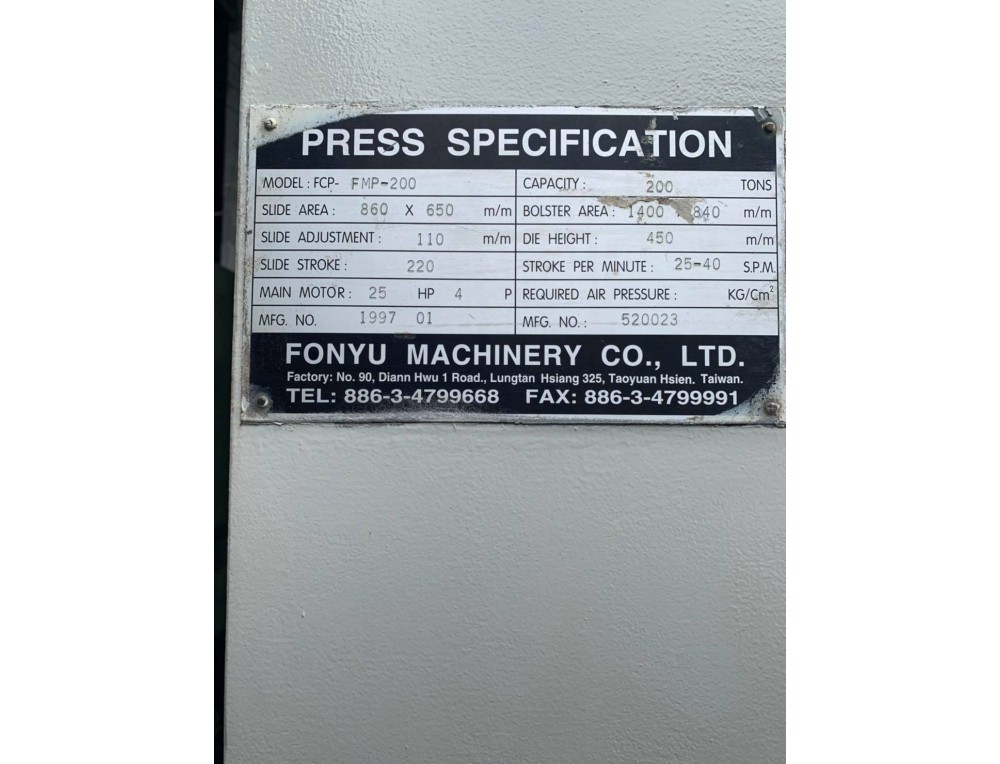 PRESS SPECIFICATION
MODEL : FCP- FMP-200 CAPACITY : 200 TONS
SLIDE AREA : 860 X 650 m/m BOLSTER AREA : 1400 840 m/m
SLIDE ADJUSTMENT : 110 m/m DIE HEIGHT : 450 m/m
SLIDE STROKE : 220 STROKE PER MINUTE : 25-40 S.P.M.
MAIN MOTOR : 25 HP 4 P REQUIRED AIR PRESSURE : KG/Cm²
MFG. NO. 1997 01 MFG. NO. : 520023
FONYU MACHINERY CO., LTD.
Factory: No. 90, Diann Hwu 1 Road., Lungtan Hsiang 325, Taoyuan Hsien. Taiwan.
TEL: 886-3-4799668 FAX: 886-3-4799991